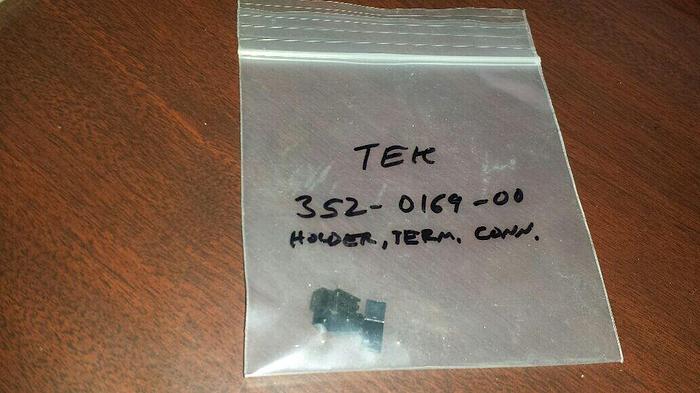 TEK
352-0169-00
HOLDER, TERM. CONN.